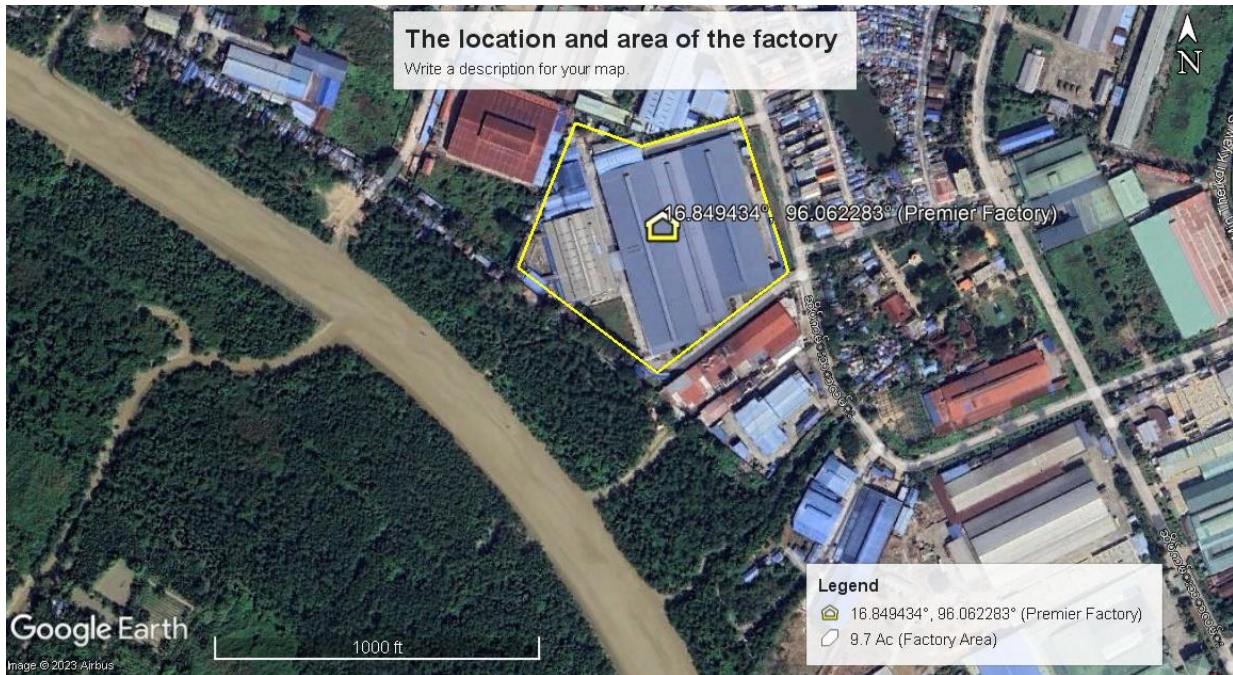 The location and area of the factory
Write a description for your map.
N
16.849434°, 96.062283° (Premier Factory)
Legend
16.849434°, 96.062283° (Premier Factory)
9.7 Ac (Factory Area)
Google Earth
1000 ft
Image © 2023 Airbus